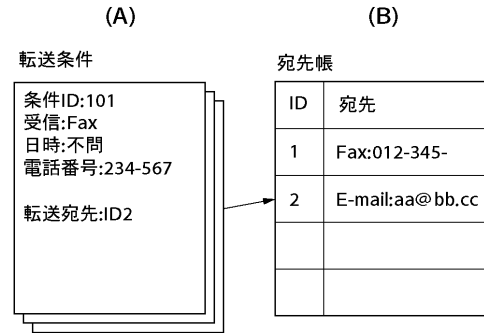 (A)
転送条件
条件ID:101
受信:Fax
日時:不問
電話番号:234-567
転送宛先:ID2
(B)
宛先帳
ID 宛先
1 Fax:012-345-
2 E-mail:aa@bb.cc